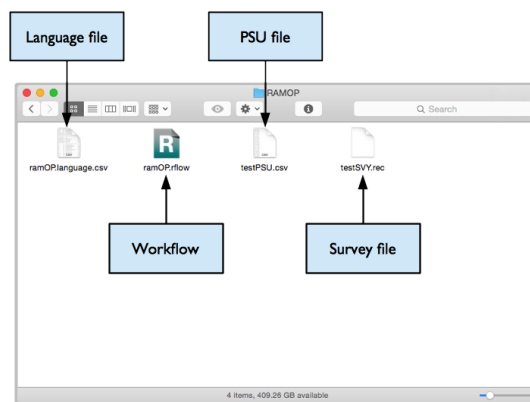 Language file
PSU file
RAMOP
Search
ramOP.language.csv
ramOP.rflow
testPSU.csv
testSVY.rec
Workflow
Survey file
4 items, 409.26 GB available